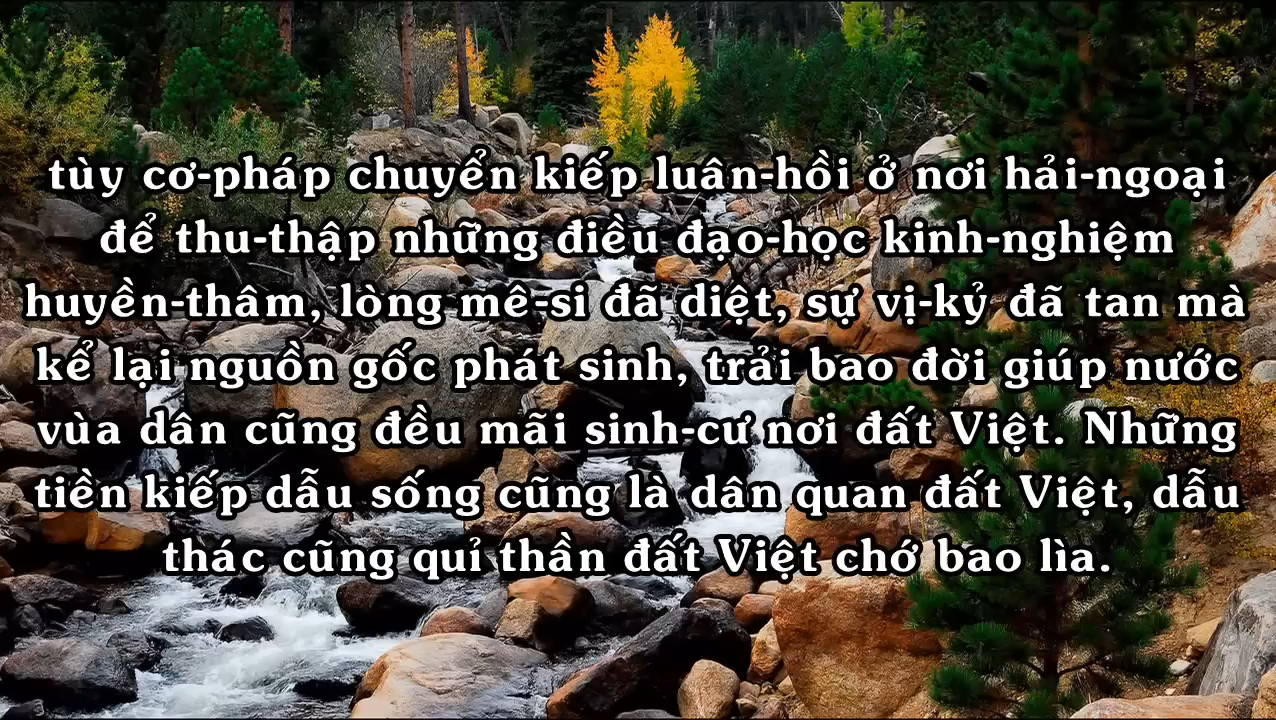 tùy cơ-pháp chuyển kiếp luân-hồi ở nơi hải-ngoại
để thu-thập những điều đạo-học kinh-nghiệm
huyền-thâm, lòng mê-si đã diệt, sự vị-kỷ đã tan mà
kể lại nguồn gốc phát sinh, trải bao đời giúp nước
vùa dân cũng đều mãi sinh-cư nơi đất Việt. Những
tiền kiếp dẫu sống cũng là dân quan đất Việt, dẫu
thác cũng quỉ thần đất Việt chớ bao lìa.